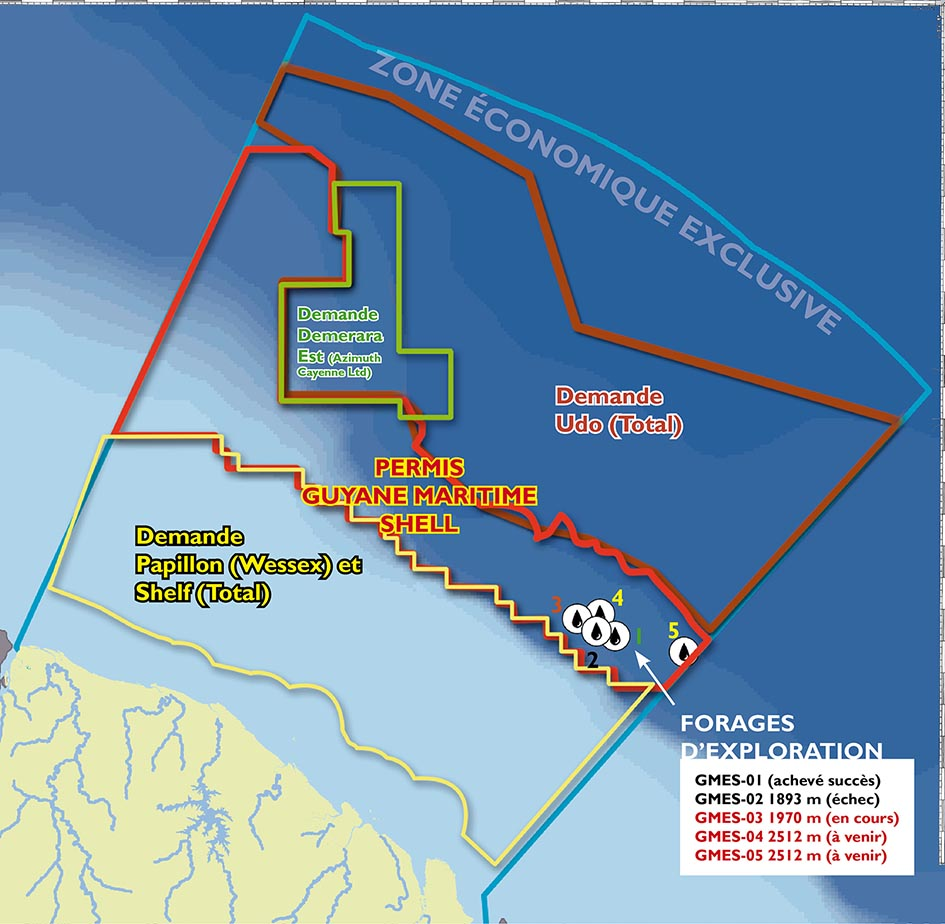 ZONE ÉCONOMIQUE EXCLUSIVE
Demande
Demerara
Est (Azimuth
Cayenne Ltd)
Demande
Udo (Total)
PERMIS
GUYANE MARITIME
SHELL
Demande
Papillon (Wessex) et
Shelf (Total)
3
4
1
5
2
FORAGES
D'EXPLORATION
GMES-01 (achevé succès)
GMES-02 1893 m (échec)
GMES-03 1970 m (en cours)
GMES-04 2512 m (à venir)
GMES-05 2512 m (à venir)